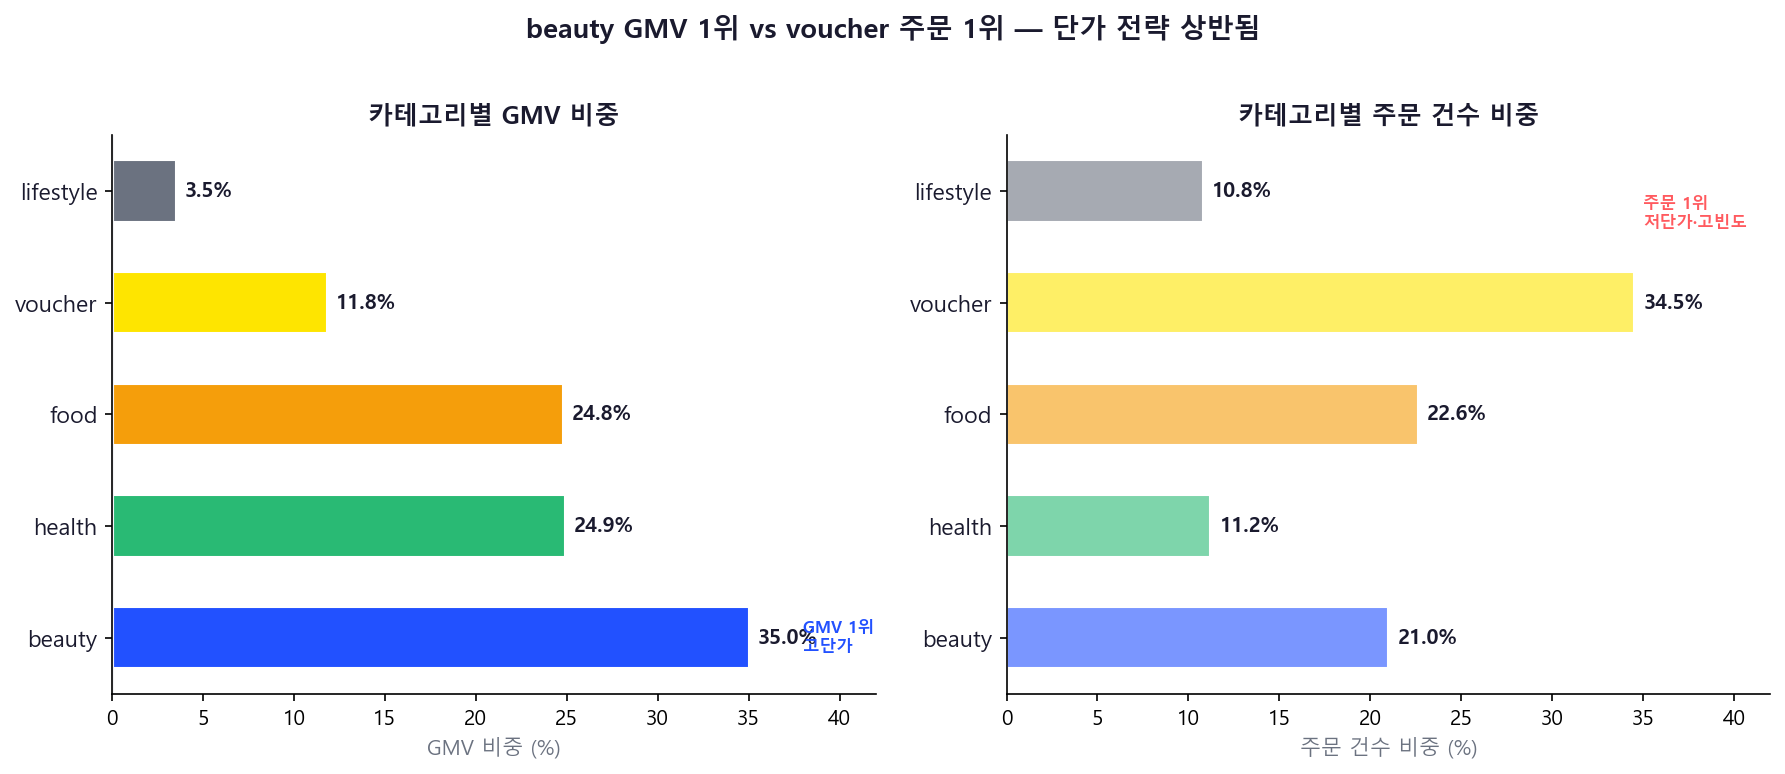 beauty GMV 1위 vs voucher 주문 1위 — 단가 전략 상반됨
카테고리별 GMV 비중
lifestyle
3.5%
voucher
11.8%
food
24.8%
health
24.9%
beauty
35.0%
GMV 1위
고단가
0 5 10 15 20 25 30 35 40
GMV 비중 (%)
카테고리별 주문 건수 비중
lifestyle
10.8%
주문 1위
저단가·고빈도
voucher
34.5%
food
22.6%
health
11.2%
beauty
21.0%
0 5 10 15 20 25 30 35 40
주문 건수 비중 (%)